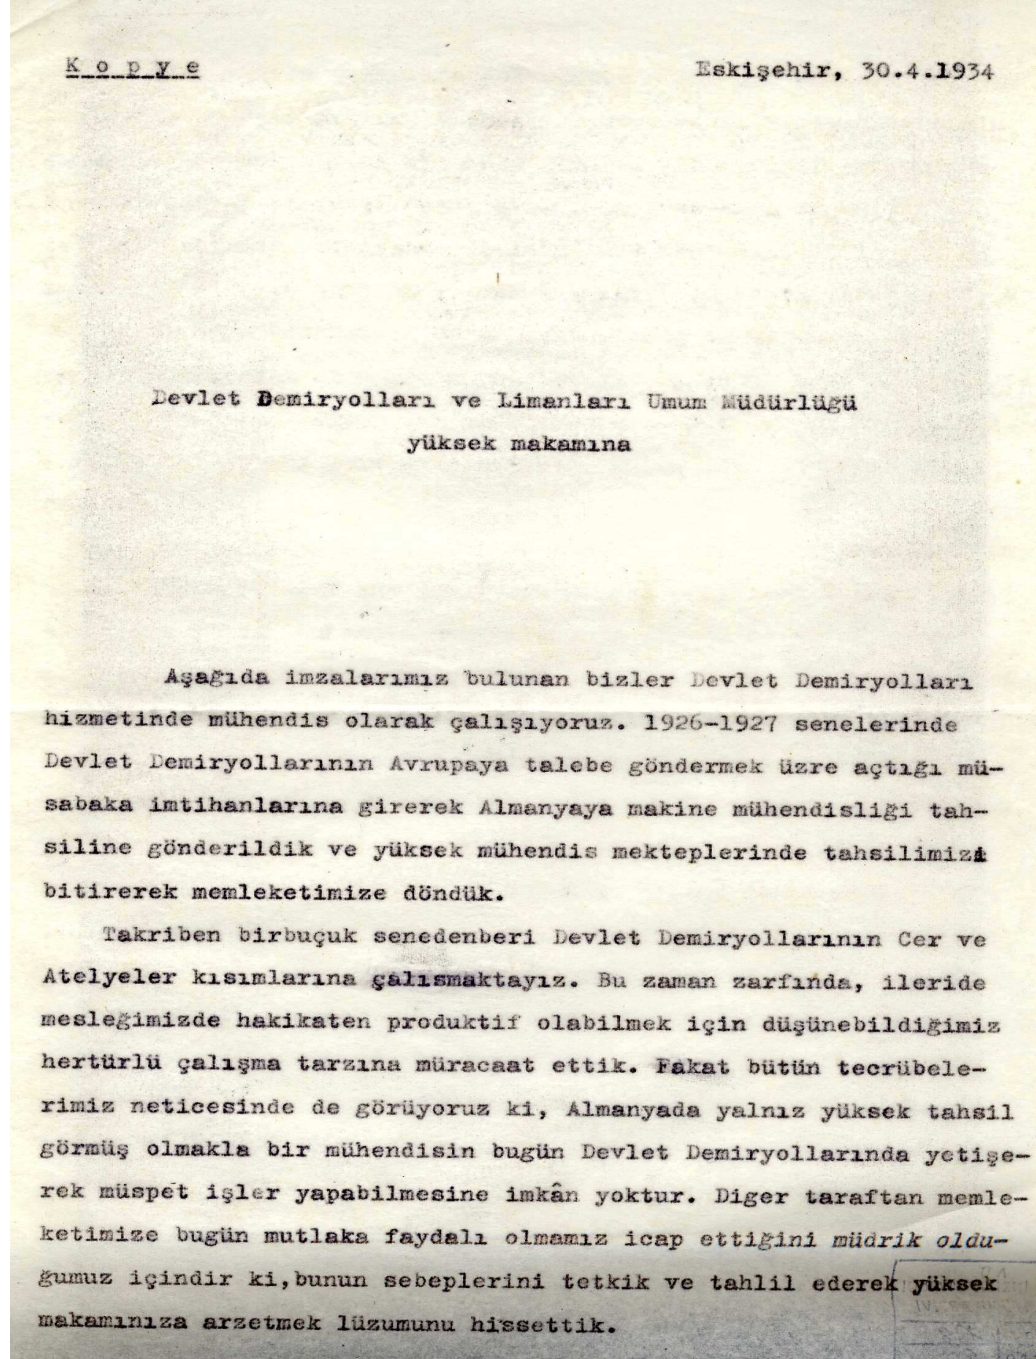 Kopye
Eskişehir, 30.4.1934
Devlet Demiryolları ve Limanları Umum Müdürlügü
yüksek makamına
Aşagıda imzalarımız bulunan bizler Devlet Demiryolları
hizmetinde mühendis olarak çalışıyoruz. 1926-1927 senelerinde
Devlet Demiryollarının Avrupaya talebe göndermek üzre açtığı mü-
sabaka imtihanlarına girerek Almanyaya makine mühendisliği tah-
siline gönderildik ve yüksek mühendis mekteplerinde tahsilimizi
bitirerek memleketimize döndük.
Takriben birbuçuk senedenberi Devlet Demiryollarının Cer ve
Atelyeler kısımlarına çalısmaktayız. Bu zaman zarfında, ileride
meslegimizde hakikaten produktif olabilmek için düşünebildiğimiz
hertürlü çalışma tarzına müracaat ettik. Fakat bütün tecrübele-
rimiz neticesinde de görüyoruz ki, Almanyada yalnız yüksek tahsil
görmüş olmakla bir mühendisin bugün Devlet Demiryollarında yetişe-
rek müspet işler yapabilmesine imkân yoktur. Diger taraftan memle-
ketimize bugün mutlaka faydalı olmamız icap ettiğini müdrik oldu-
ğumuz içindir ki,bunun sebeplerini tetkik ve tahlil ederek yüksek
makamınıza arzetmek lüzumunu hissettik.